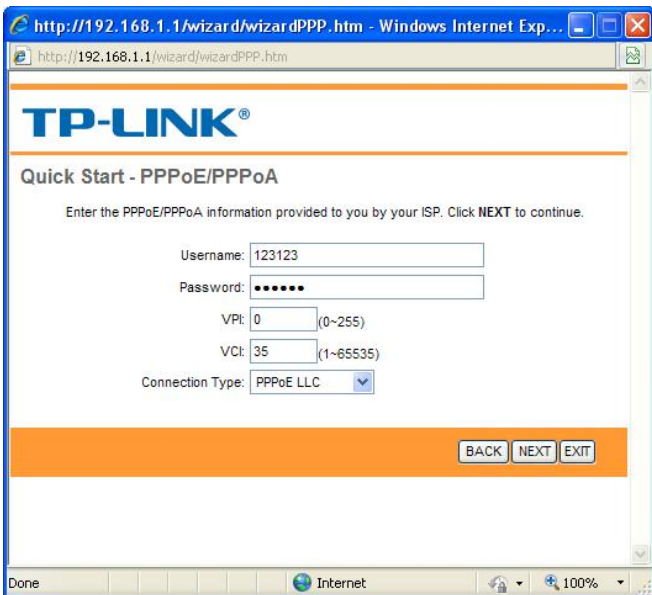 http://192.168.1.1/wizard/wizardPPP.htm - Windows Internet Exp...
http://192.168.1.1/wizard/wizardPPP.htm
TP-LINK®
Quick Start - PPPoE/PPPoA
Enter the PPPoE/PPPoA information provided to you by your ISP. Click NEXT to continue.
Username: 123123
Password: ●●●●●●
VPI: 0 (0~255)
VCI: 35 (1~65535)
Connection Type: PPPoE LLC
BACK NEXT EXIT
Done Internet 100%